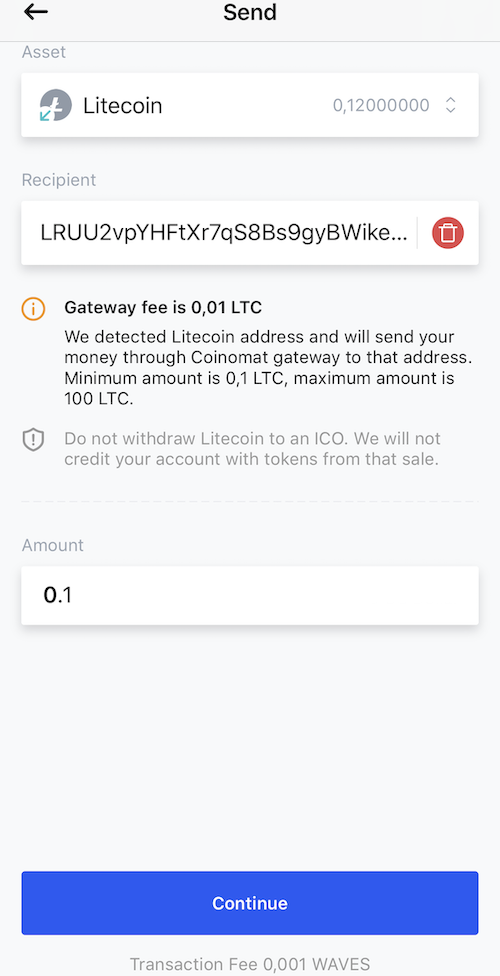 Send
Asset
Litecoin 0,12000000
Recipient
LRUU2vpYHFtXr7qS8Bs9gyBWike...
Gateway fee is 0,01 LTC
We detected Litecoin address and will send your
money through Coinomat gateway to that address.
Minimum amount is 0,1 LTC, maximum amount is
100 LTC.
Do not withdraw Litecoin to an ICO. We will not
credit your account with tokens from that sale.
Amount
0.1
Continue
Transaction Fee 0,001 WAVES